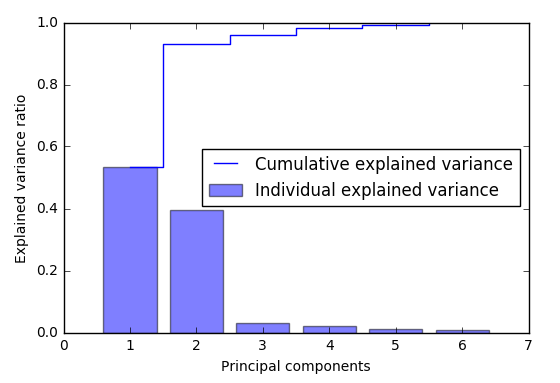 1.0
0.8
0.6
0.4
0.2
0.0
Explained variance ratio
Cumulative explained variance
Individual explained variance
0 1 2 3 4 5 6 7
Principal components